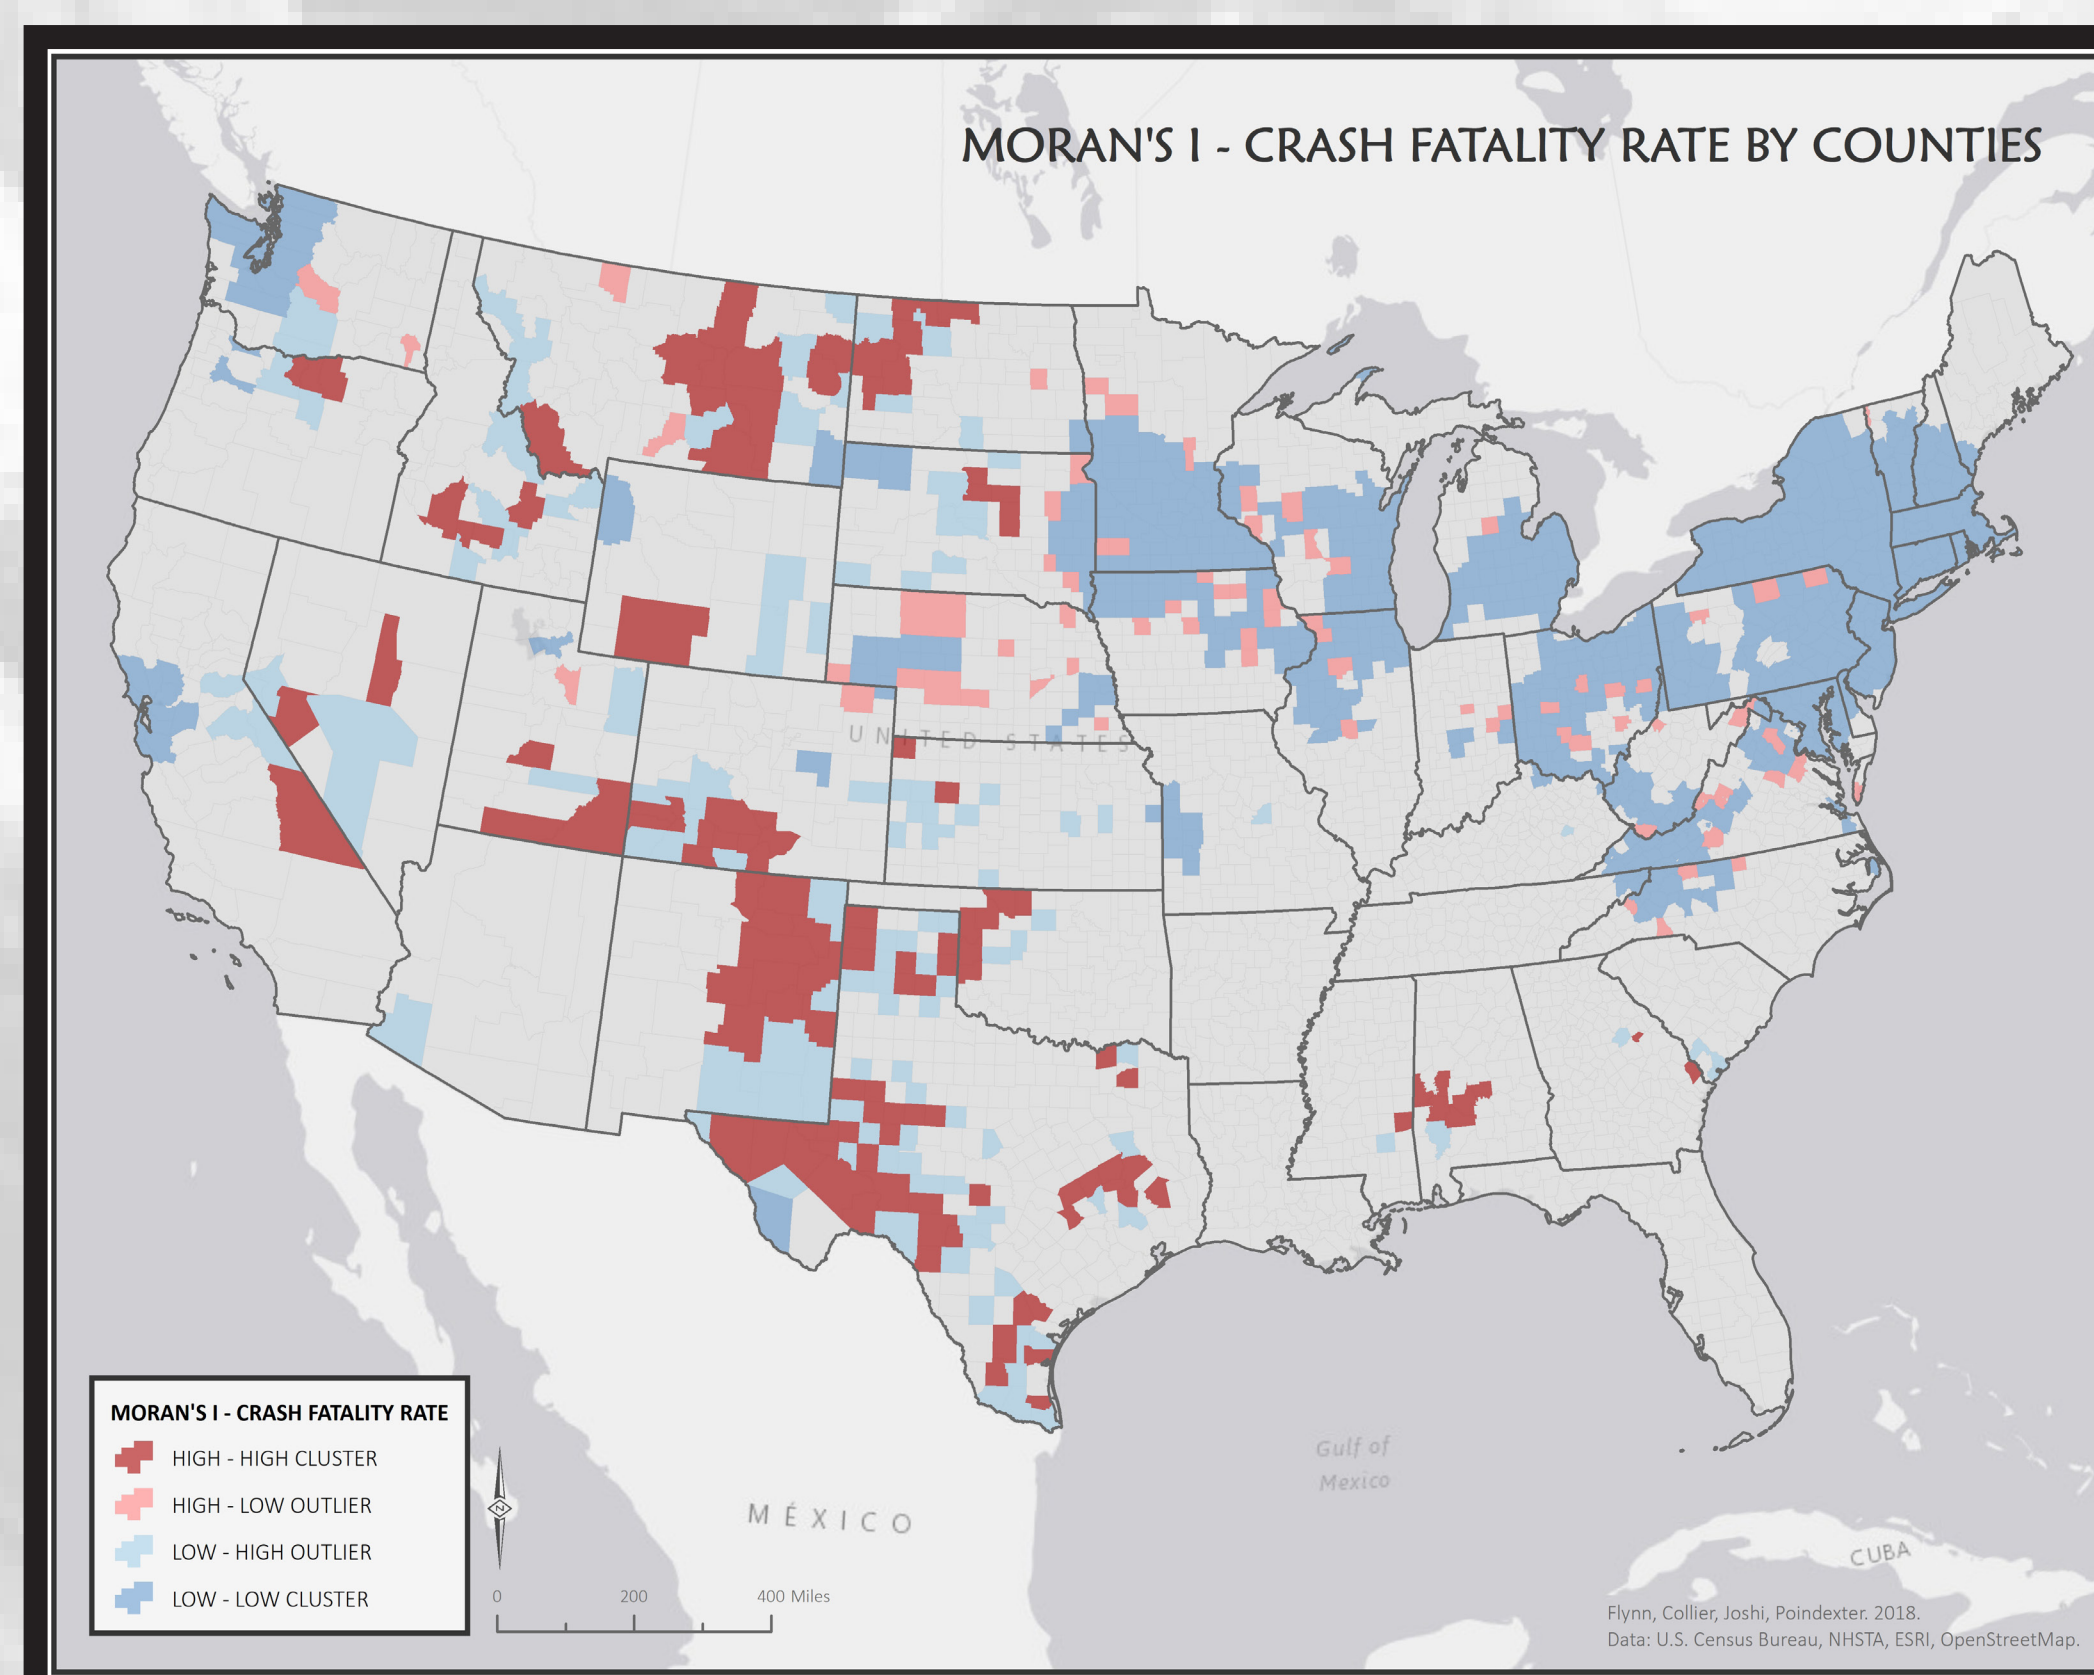 MORAN'S I - CRASH FATALITY RATE BY COUNTIES
UNITED STATES
MORAN'S I - CRASH FATALITY RATE
HIGH - HIGH CLUSTER
HIGH - LOW OUTLIER
LOW - HIGH OUTLIER
LOW - LOW CLUSTER
N
0 200 400 Miles
MÉXICO
Gulf of
Mexico
CUBA
Flynn, Collier, Joshi, Poindexter. 2018.
Data: U.S. Census Bureau, NHSTA, ESRI, OpenStreetMap.